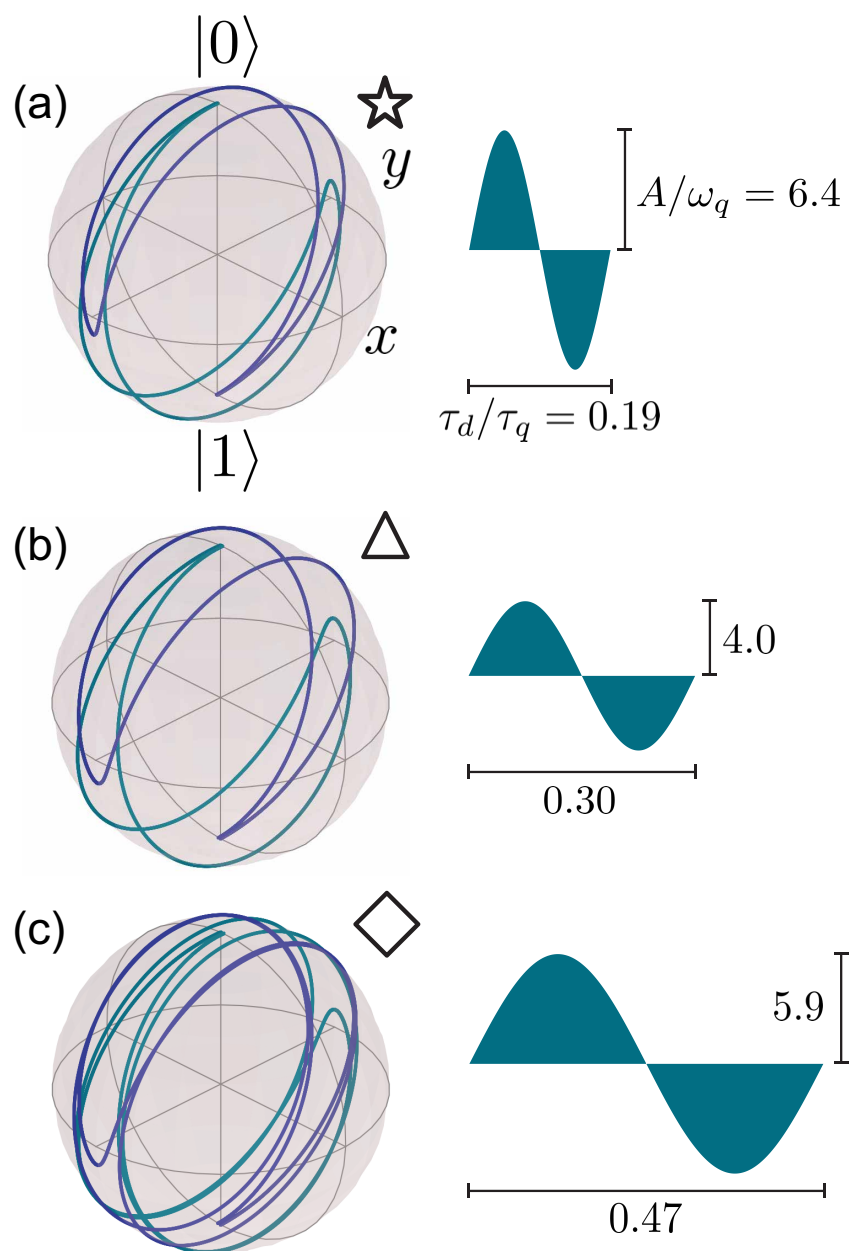 |0⟩
(a)
y
A/ω_q = 6.4
x
τ_d/τ_q = 0.19
|1⟩
(b)
4.0
0.30
(c)
5.9
0.47